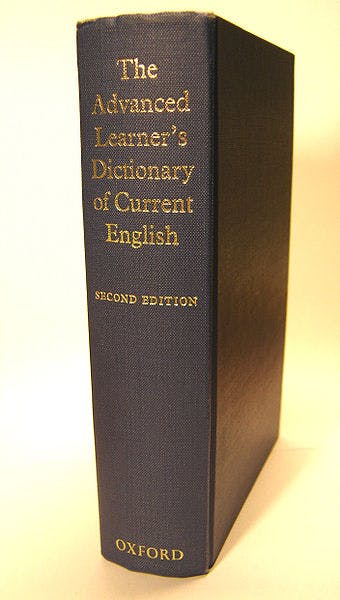 The
Advanced
Learner's
Dictionary
of Current
English
SECOND EDITION
OXFORD